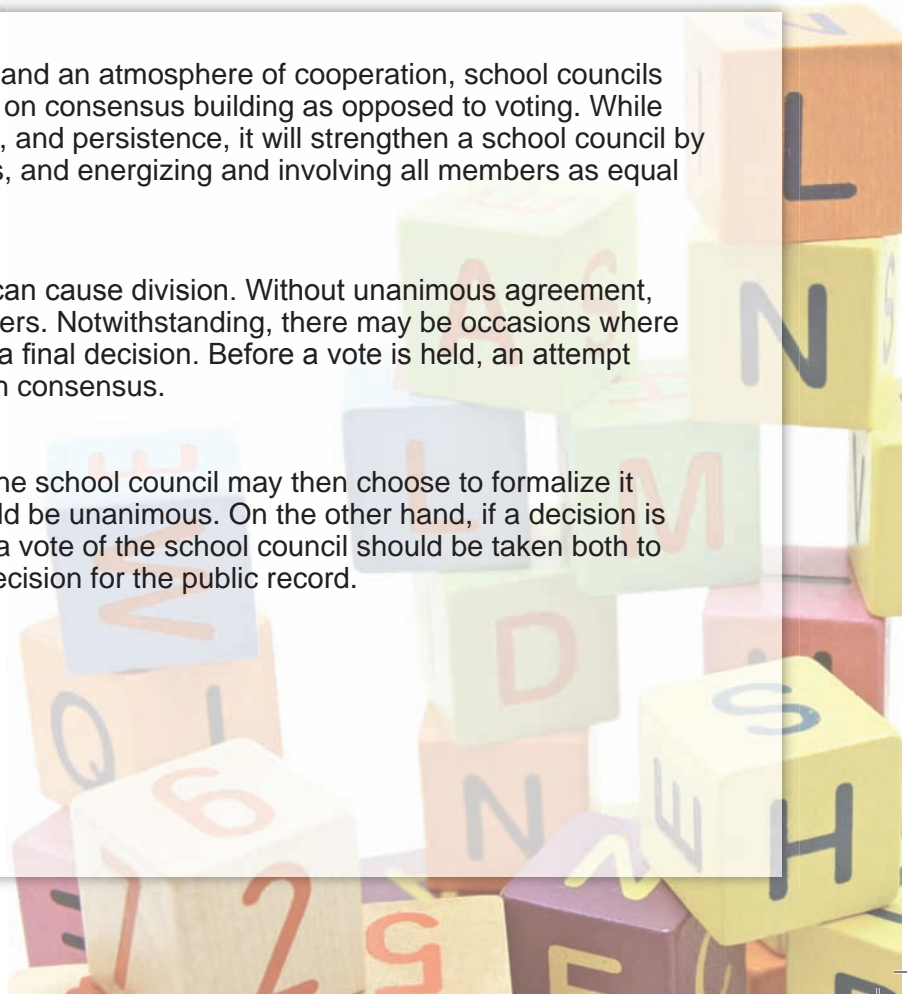 and an atmosphere of cooperation, school councils
on consensus building as opposed to voting. While
, and persistence, it will strengthen a school council by
s, and energizing and involving all members as equal
can cause division. Without unanimous agreement,
ers. Notwithstanding, there may be occasions where
a final decision. Before a vote is held, an attempt
n consensus.
he school council may then choose to formalize it
ld be unanimous. On the other hand, if a decision is
a vote of the school council should be taken both to
ecision for the public record.
L
N
A S
L M
D
Q I
N
S
E H
6
7 2
5